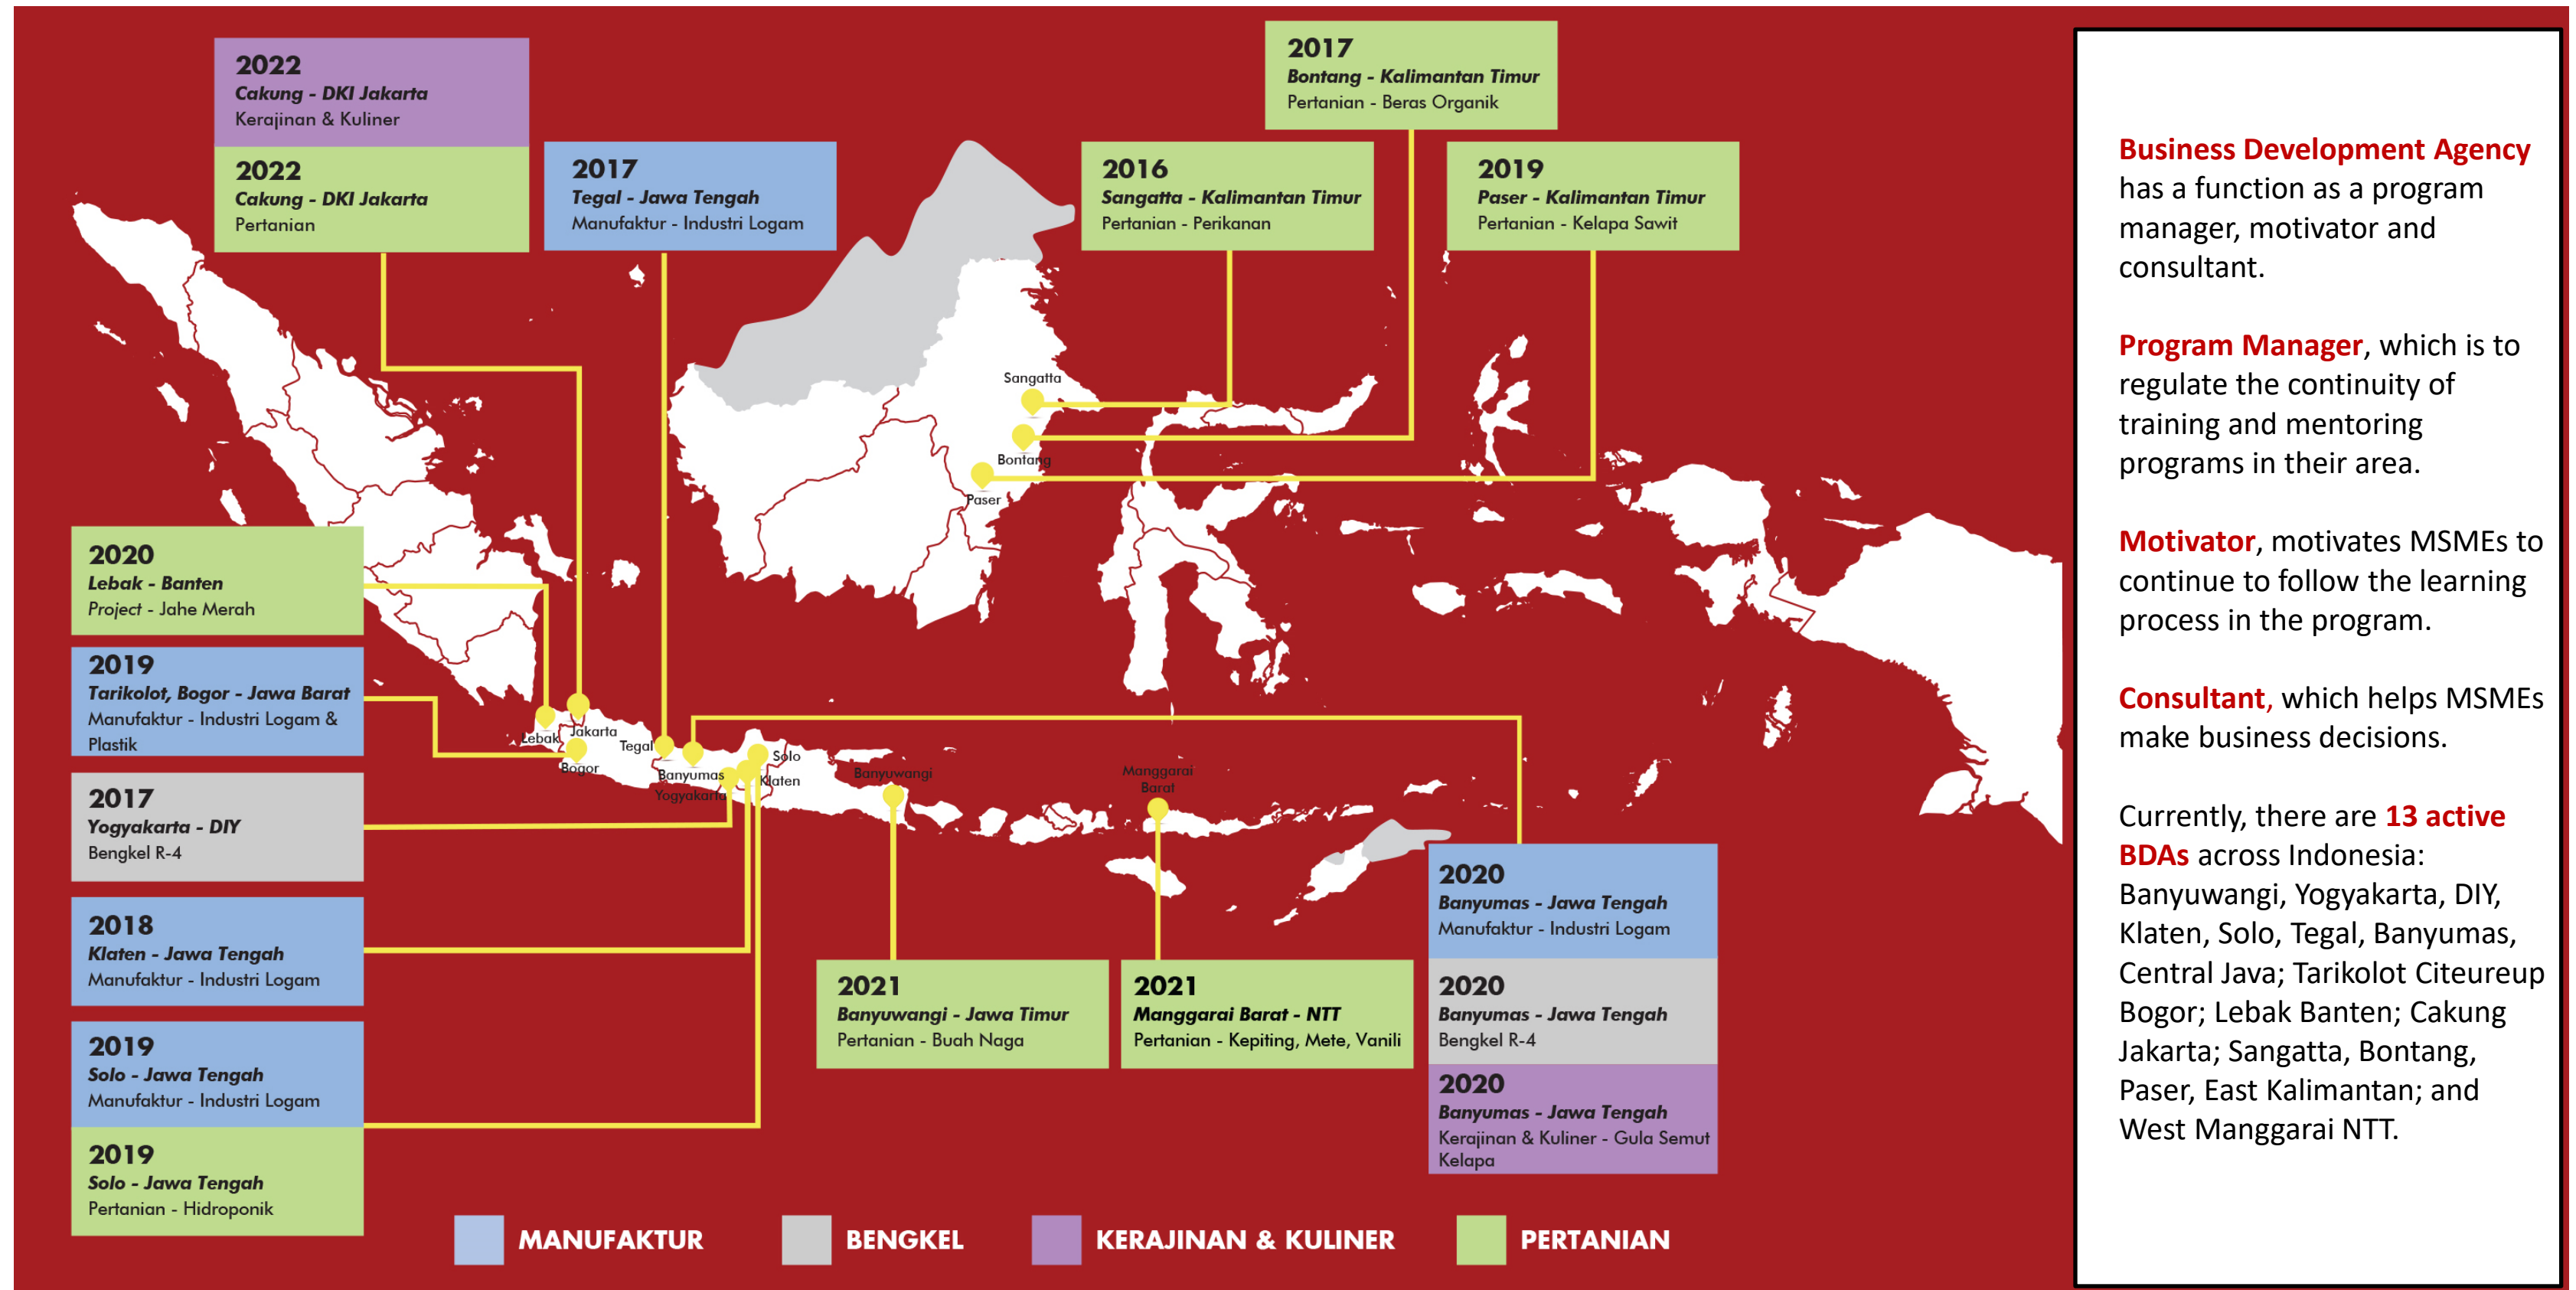 2022
Cakung - DKI Jakarta
Kerajinan & Kuliner
2022
Cakung - DKI Jakarta
Pertanian
2017
Tegal - Jawa Tengah
Manufaktur - Industri Logam
2017
Bontang - Kalimantan Timur
Pertanian - Beras Organik
2016
Sangatta - Kalimantan Timur
Pertanian - Perikanan
2019
Paser - Kalimantan Timur
Pertanian - Kelapa Sawit
Sangatta
Bontang
Paser
2020
Lebak - Banten
Project - Jahe Merah
2019
Tarikolot, Bogor - Jawa Barat
Manufaktur - Industri Logam &
Plastik
2017
Yogyakarta - DIY
Bengkel R-4
2018
Klaten - Jawa Tengah
Manufaktur - Industri Logam
2019
Solo - Jawa Tengah
Manufaktur - Industri Logam
2019
Solo - Jawa Tengah
Pertanian - Hidroponik
Lebak
Jakarta
Bogor
Tegal
Banyumas
Yogyakarta
Solo
Klaten
Banyuwangi
Manggarai
Barat
2021
Banyuwangi - Jawa Timur
Pertanian - Buah Naga
2021
Manggarai Barat - NTT
Pertanian - Kepiting, Mete, Vanili
2020
Banyumas - Jawa Tengah
Manufaktur - Industri Logam
2020
Banyumas - Jawa Tengah
Bengkel R-4
2020
Banyumas - Jawa Tengah
Kerajinan & Kuliner - Gula Semut
Kelapa
MANUFAKTUR
BENGKEL
KERAJINAN & KULINER
PERTANIAN
Business Development Agency
has a function as a program
manager, motivator and
consultant.
Program Manager, which is to
regulate the continuity of
training and mentoring
programs in their area.
Motivator, motivates MSMEs to
continue to follow the learning
process in the program.
Consultant, which helps MSMEs
make business decisions.
Currently, there are 13 active
BDAs across Indonesia:
Banyuwangi, Yogyakarta, DIY,
Klaten, Solo, Tegal, Banyumas,
Central Java; Tarikolot Citeureup
Bogor; Lebak Banten; Cakung
Jakarta; Sangatta, Bontang,
Paser, East Kalimantan; and
West Manggarai NTT.